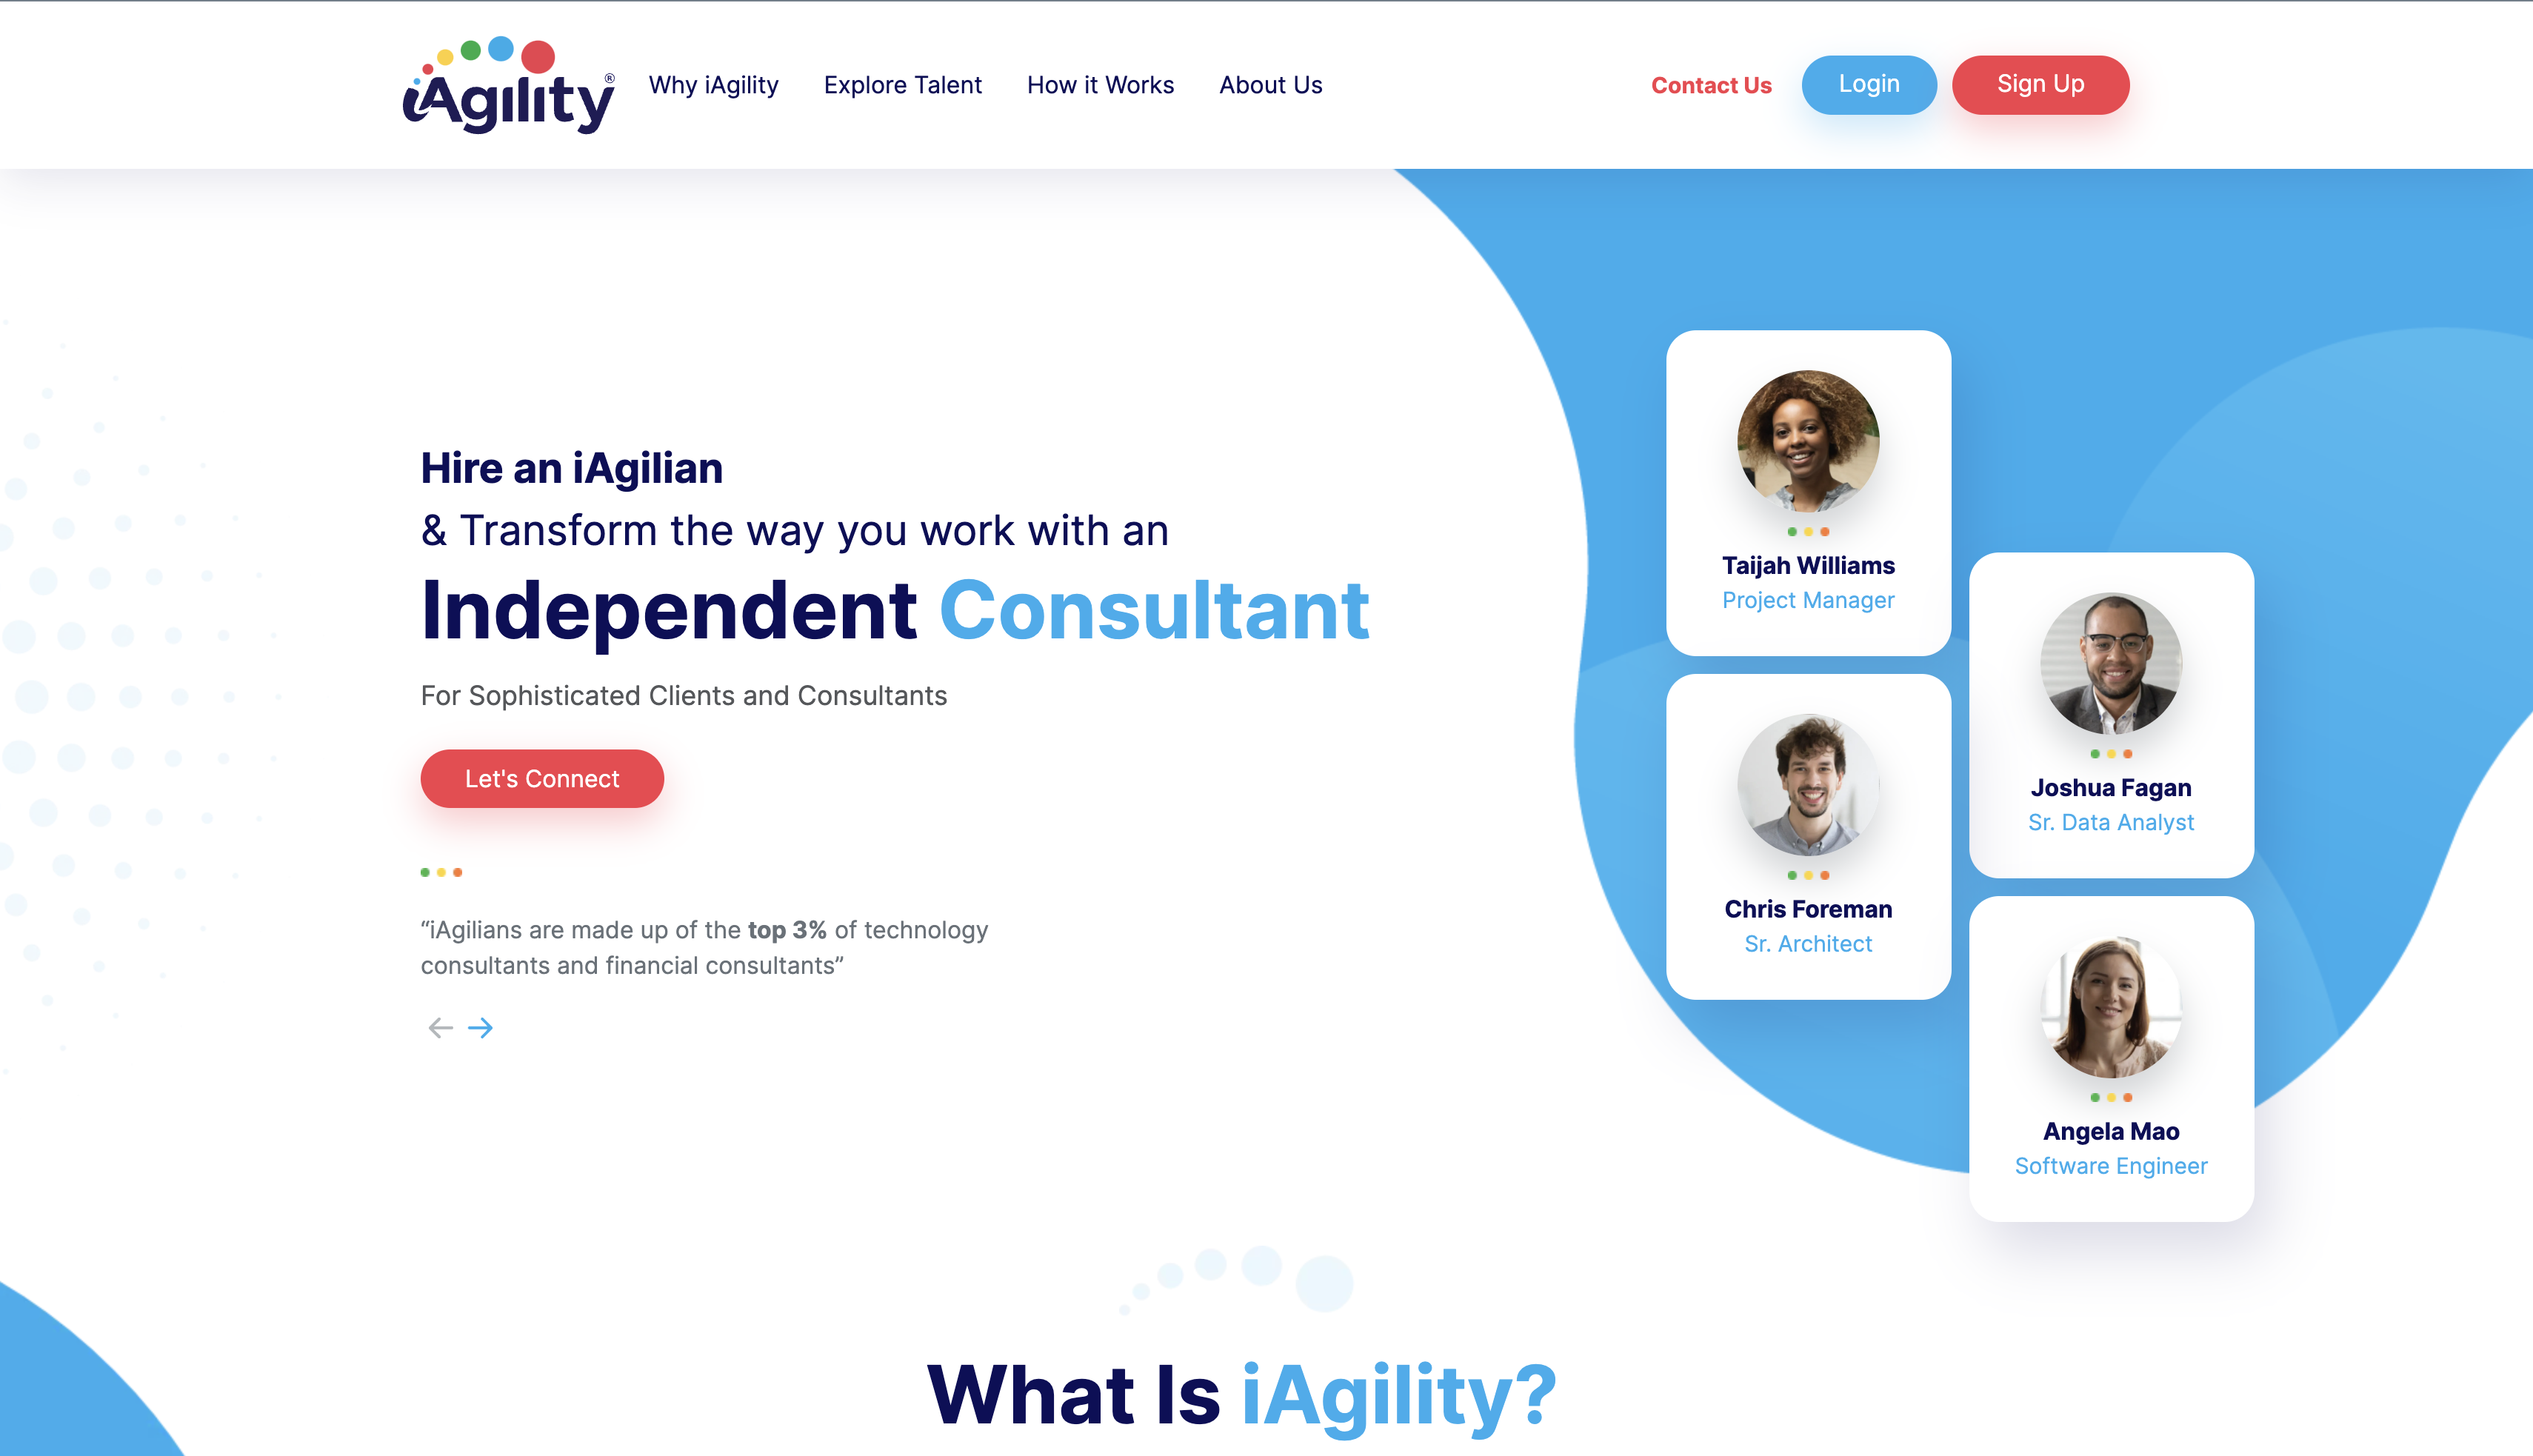 iAgility®
Why iAgility
Explore Talent
How it Works
About Us
Contact Us
Login
Sign Up
Hire an iAgilian
& Transform the way you work with an
Independent Consultant
For Sophisticated Clients and Consultants
Let's Connect
“iAgilians are made up of the top 3% of technology
consultants and financial consultants”
Taijah Williams
Project Manager
Chris Foreman
Sr. Architect
Joshua Fagan
Sr. Data Analyst
Angela Mao
Software Engineer
What Is iAgility?